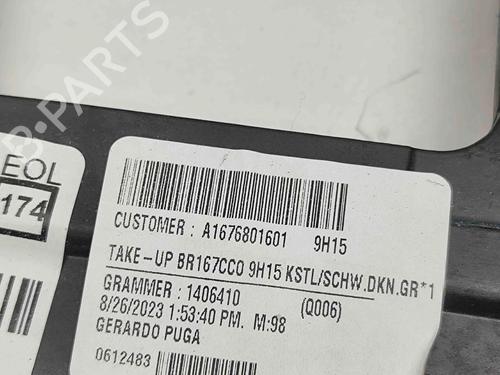 B-PARTS
EOL
174
CUSTOMER : A1676801601 9H15
TAKE-UP BR167CC0 9H15 KSTL/SCHW.DKN.GR*1
GRAMMER : 1406410 (Q006)
8/26/2023 1:53:40 PM. M:98
GERARDO PUGA
0612483